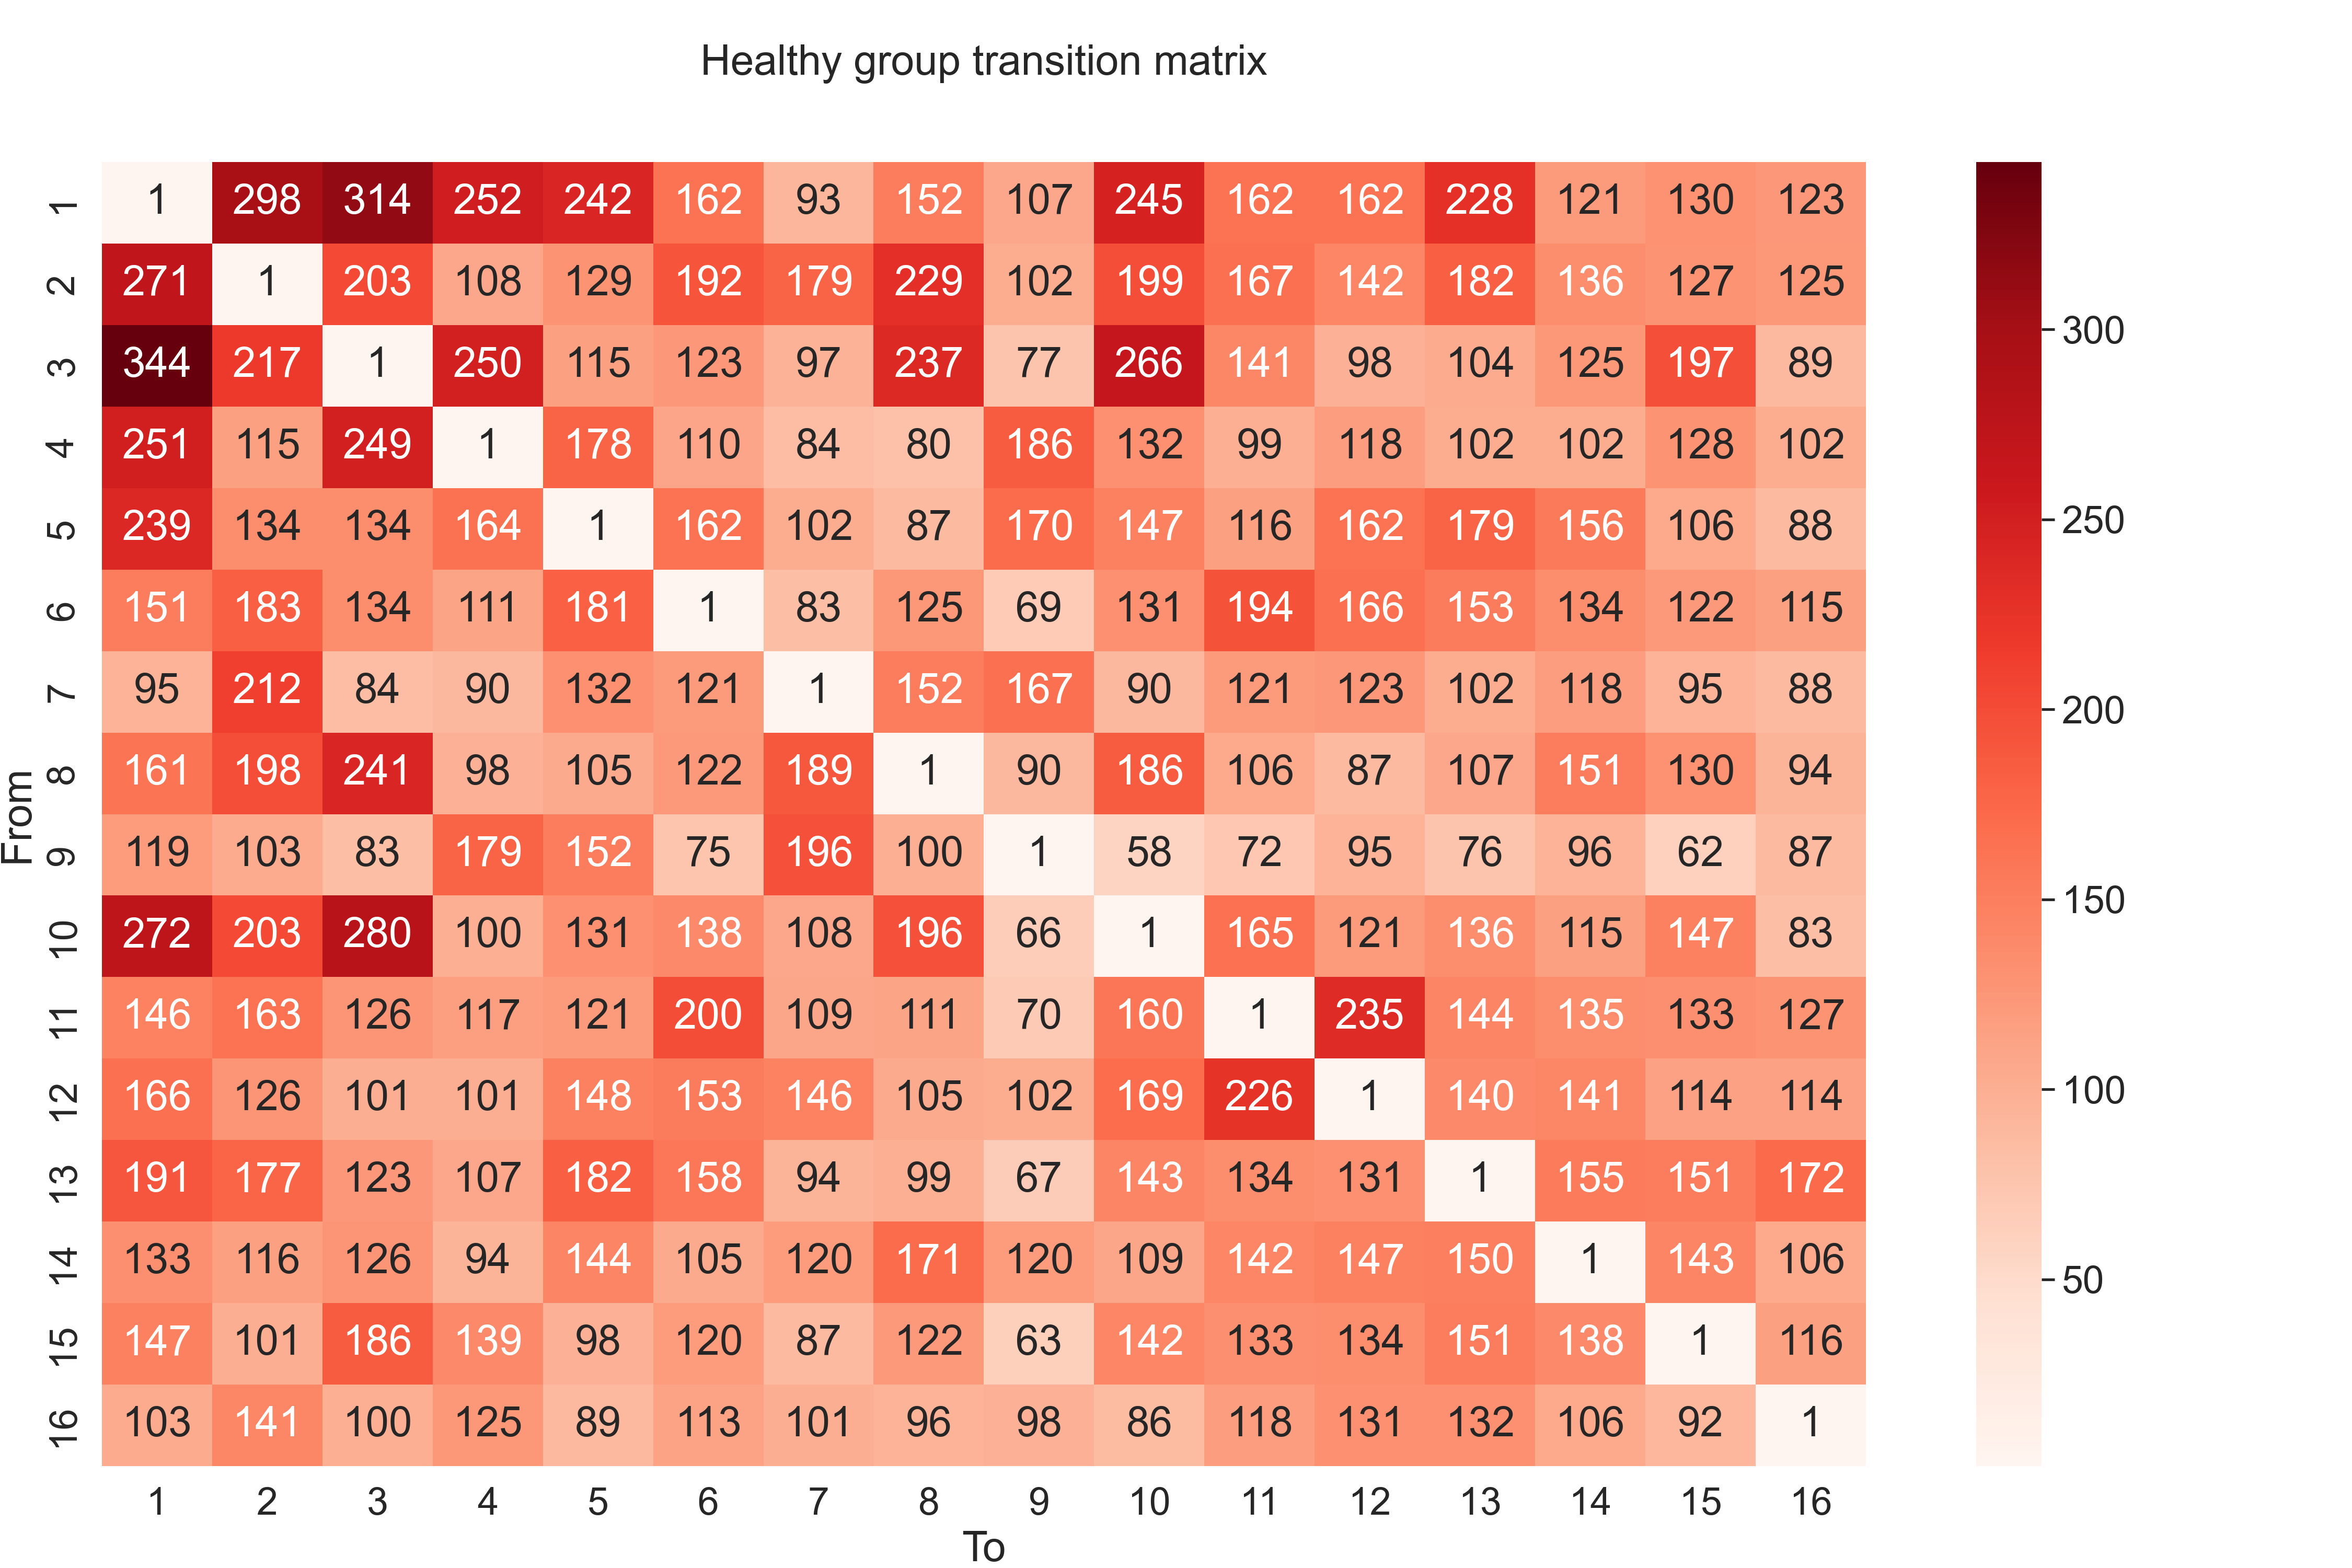 Healthy group transition matrix
1 1 298 314 252 242 162 93 152 107 245 162 162 228 121 130 123
2 271 1 203 108 129 192 179 229 102 199 167 142 182 136 127 125
300
3 344 217 1 250 115 123 97 237 77 266 141 98 104 125 197 89
4 251 115 249 1 178 110 84 80 186 132 99 118 102 102 128 102
250
5 239 134 134 164 1 162 102 87 170 147 116 162 179 156 106 88
6 151 183 134 111 181 1 83 125 69 131 194 166 153 134 122 115
7 95 212 84 90 132 121 1 152 167 90 121 123 102 118 95 88
200
8 161 198 241 98 105 122 189 1 90 186 106 87 107 151 130 94
From
9 119 103 83 179 152 75 196 100 1 58 72 95 76 96 62 87
150
10 272 203 280 100 131 138 108 196 66 1 165 121 136 115 147 83
11 146 163 126 117 121 200 109 111 70 160 1 235 144 135 133 127
12 166 126 101 101 148 153 146 105 102 169 226 1 140 141 114 114
100
13 191 177 123 107 182 158 94 99 67 143 134 131 1 155 151 172
14 133 116 126 94 144 105 120 171 120 109 142 147 150 1 143 106
50
15 147 101 186 139 98 120 87 122 63 142 133 134 151 138 1 116
16 103 141 100 125 89 113 101 96 98 86 118 131 132 106 92 1
1 2 3 4 5 6 7 8 9 10 11 12 13 14 15 16
To